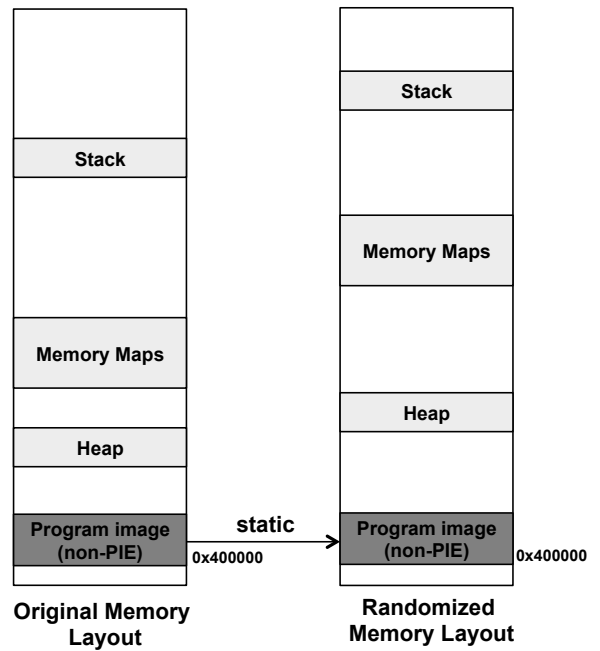 Stack
Memory Maps
Heap
Program image
(non-PIE)
0x400000
Original Memory
Layout
static
Stack
Memory Maps
Heap
Program image
(non-PIE)
0x400000
Randomized
Memory Layout